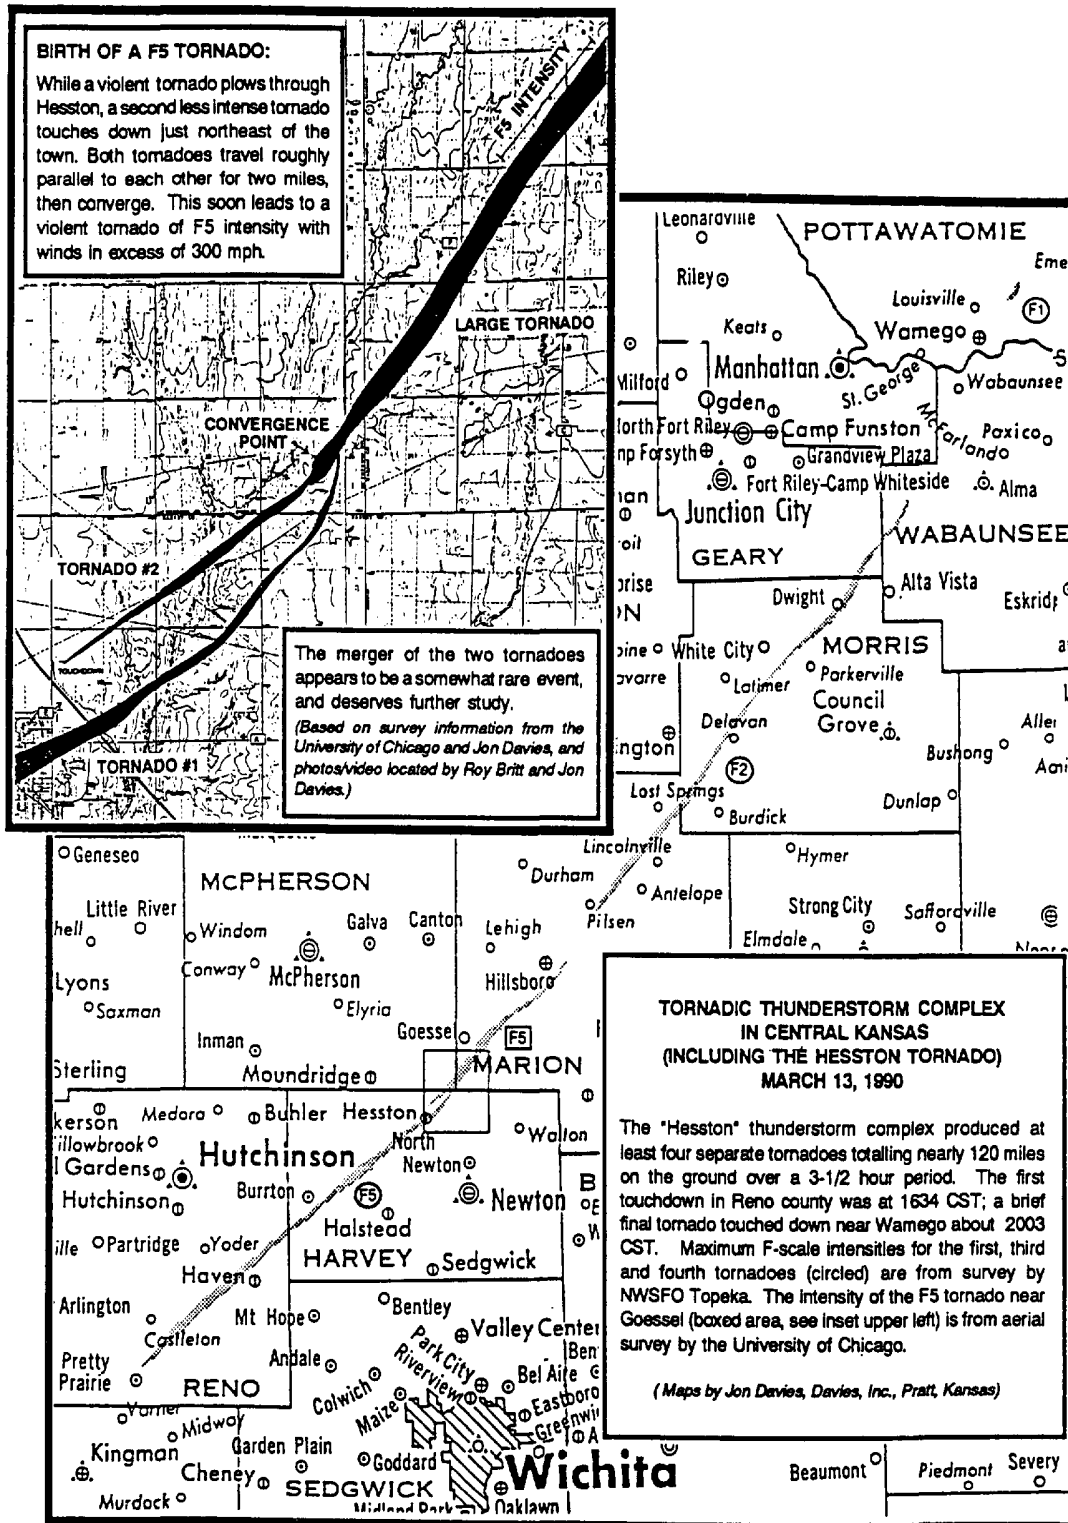 BIRTH OF A F5 TORNADO:
While a violent tornado plows through
Hesston, a second less intense tornado
touches down just northeast of the
town. Both tornadoes travel roughly
parallel to each other for two miles,
then converge. This soon leads to a
violent tornado of F5 intensity with
winds in excess of 300 mph.
F5 INTENSITY
LARGE TORNADO
CONVERGENCE
POINT
TORNADO #2
TOUCHDOWN
TORNADO #1
The merger of the two tornadoes
appears to be a somewhat rare event,
and deserves further study.
(Based on survey information from the
University of Chicago and Jon Davies, and
photos/video located by Roy Britt and Jon
Davies.)
Leonardville
POTTAWATOMIE
Riley
Eme
Louisville
F1
Keats
Wamego
Manhattan
St. George
Wabaunsee
Milford
Ogden
McFarland
Paxico
orth Fort Riley
Camp Funston
mp Forsyth
Grandview Plaza
Fort Riley-Camp Whiteside
Alma
Junction City
WABAUNSEE
GEARY
Alta Vista
Dwight
Eskridg
MORRIS
White City
Parkerville
Latimer
Council
Grove
Delavan
Aller
Bushong
ington
F2
Lost Springs
Dunlap
Burdick
Lincolnville
Geneseo
Hymer
McPHERSON
Durham
Antelope
Little River
Galva
Canton
Pilsen
Strong City
Saffordville
Windom
Lehigh
Elmdale
Conway
McPherson
Hillsboro
Lyons
Saxman
Elyria
Inman
Goessel
F5
Sterling
Moundridge
MARION
kerson
Medora
Buhler
Hesston
illowbrook
North
Newton
Walton
Gardens
Hutchinson
Hutchinson
Burrton
F5
Newton
Halstead
Partridge
Yoder
HARVEY
Sedgwick
Haven
Arlington
Mt Hope
Bentley
Castleton
Valley Center
Park City
Andale
Riverview
Pretty
Prairie
RENO
Colwich
Bel Aire
Maize
Eastboro
Varner
Midway
Greenwi
Kingman
Garden Plain
Goddard
Cheney
SEDGWICK
Wichita
Murdock
Midland Park
Oaklawn
Beaumont
Piedmont
Severy
TORNADIC THUNDERSTORM COMPLEX
IN CENTRAL KANSAS
(INCLUDING THE HESSTON TORNADO)
MARCH 13, 1990
The "Hesston" thunderstorm complex produced at
least four separate tornadoes totalling nearly 120 miles
on the ground over a 3-1/2 hour period. The first
touchdown in Reno county was at 1634 CST; a brief
final tornado touched down near Wamego about 2003
CST. Maximum F-scale intensities for the first, third
and fourth tornadoes (circled) are from survey by
NWSFO Topeka. The intensity of the F5 tornado near
Goessel (boxed area, see inset upper left) is from aerial
survey by the University of Chicago.
(Maps by Jon Davies, Davies, Inc., Pratt, Kansas)